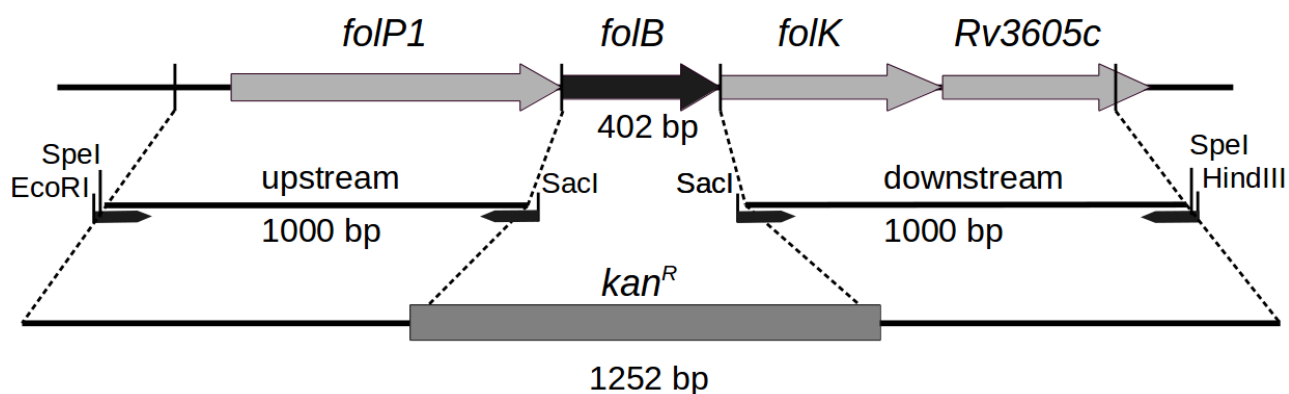 folP1 folB folK Rv3605c
402 bp
SpeI SpeI
EcoRI upstream SacI SacI downstream HindIII
1000 bp 1000 bp
kanR
1252 bp